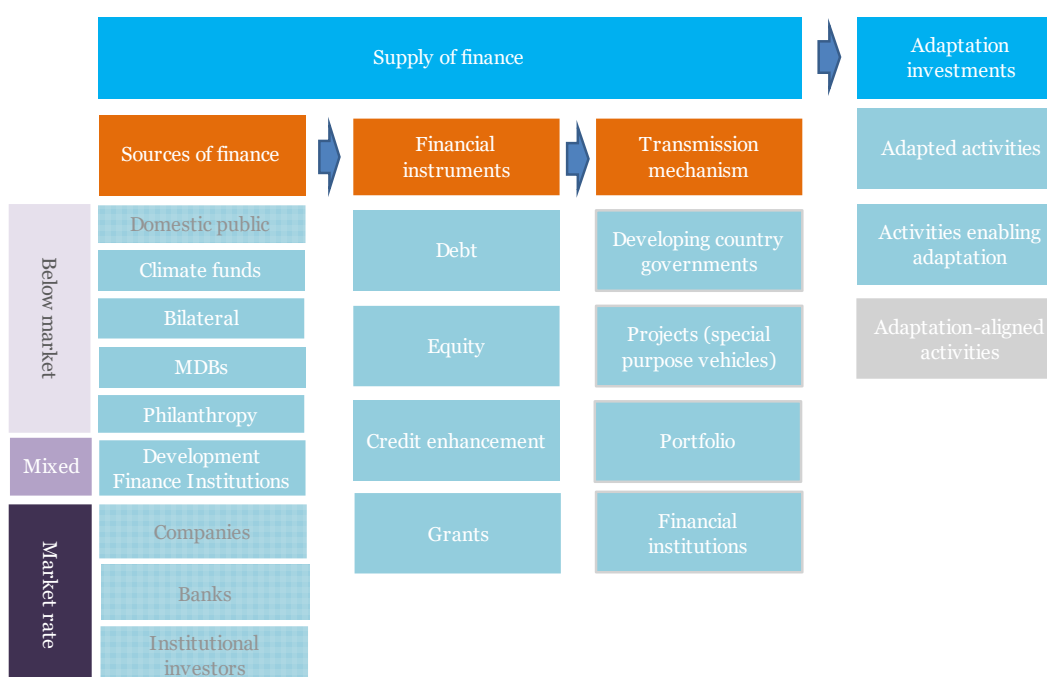 Supply of finance
Adaptation
investments
Sources of finance
Financial
instruments
Transmission
mechanism
Adapted activities
Below market
Domestic public
Climate funds
Bilateral
MDBs
Philanthropy
Mixed
Development
Finance Institutions
Market rate
Companies
Banks
Institutional
investors
Debt
Equity
Credit enhancement
Grants
Developing country
governments
Projects (special
purpose vehicles)
Portfolio
Financial
institutions
Activities enabling
adaptation
Adaptation-aligned
activities